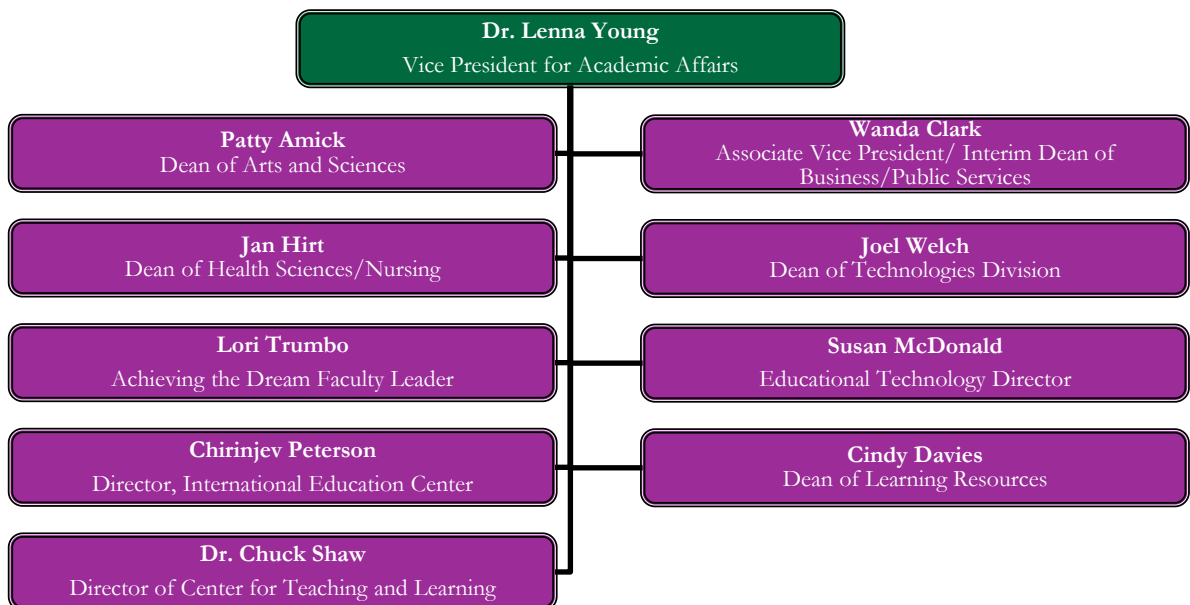 Dr. Lenna Young
Vice President for Academic Affairs
Patty Amick
Dean of Arts and Sciences
Wanda Clark
Associate Vice President/ Interim Dean of
Business/Public Services
Jan Hirt
Dean of Health Sciences/Nursing
Joel Welch
Dean of Technologies Division
Lori Trumbo
Achieving the Dream Faculty Leader
Susan McDonald
Educational Technology Director
Chirinjev Peterson
Director, International Education Center
Cindy Davies
Dean of Learning Resources
Dr. Chuck Shaw
Director of Center for Teaching and Learning